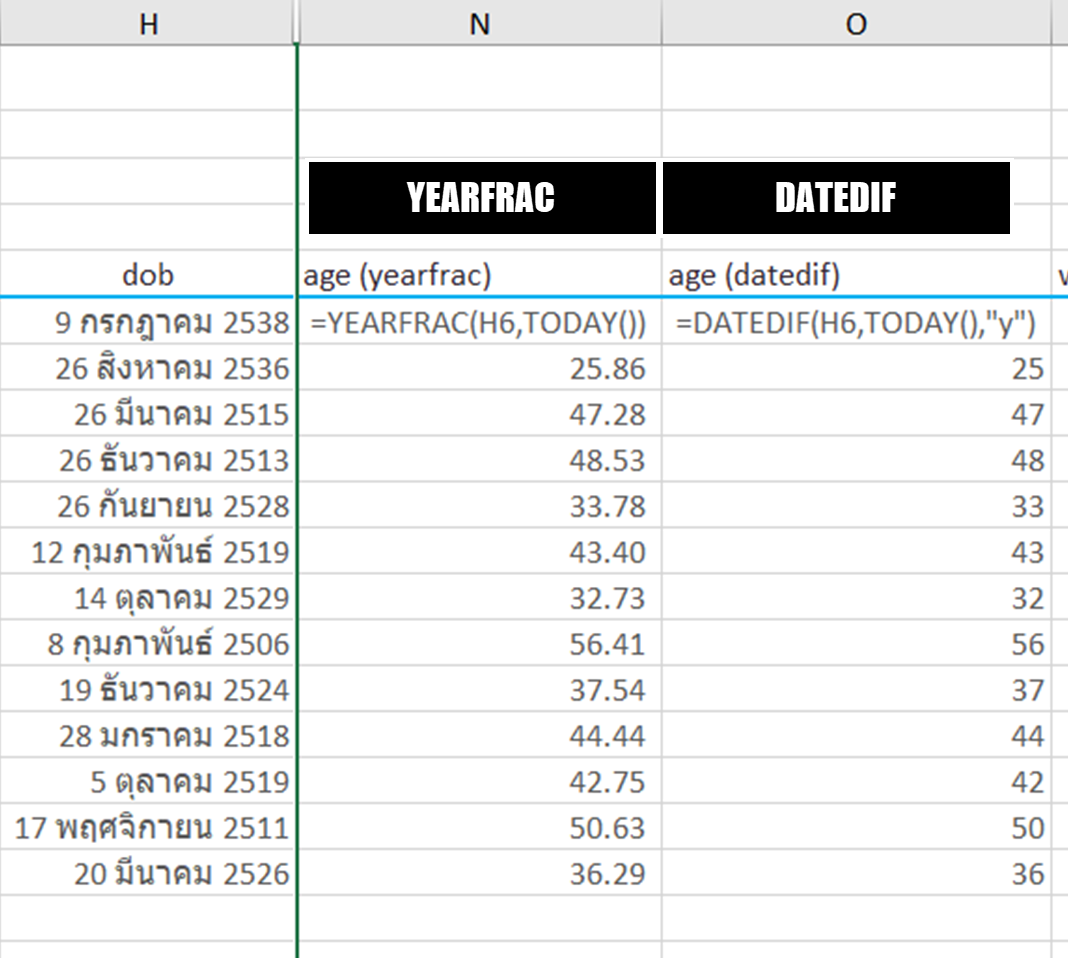 H N O
YEARFRAC DATEDIF
dob age (yearfrac) age (datedif)
9 กรกฎาคม 2538 =YEARFRAC(H6,TODAY()) =DATEDIF(H6,TODAY(),"y")
26 สิงหาคม 2536 25.86 25
26 มีนาคม 2515 47.28 47
26 ธันวาคม 2513 48.53 48
26 กันยายน 2528 33.78 33
12 กุมภาพันธ์ 2519 43.40 43
14 ตุลาคม 2529 32.73 32
8 กุมภาพันธ์ 2506 56.41 56
19 ธันวาคม 2524 37.54 37
28 มกราคม 2518 44.44 44
5 ตุลาคม 2519 42.75 42
17 พฤศจิกายน 2511 50.63 50
20 มีนาคม 2526 36.29 36